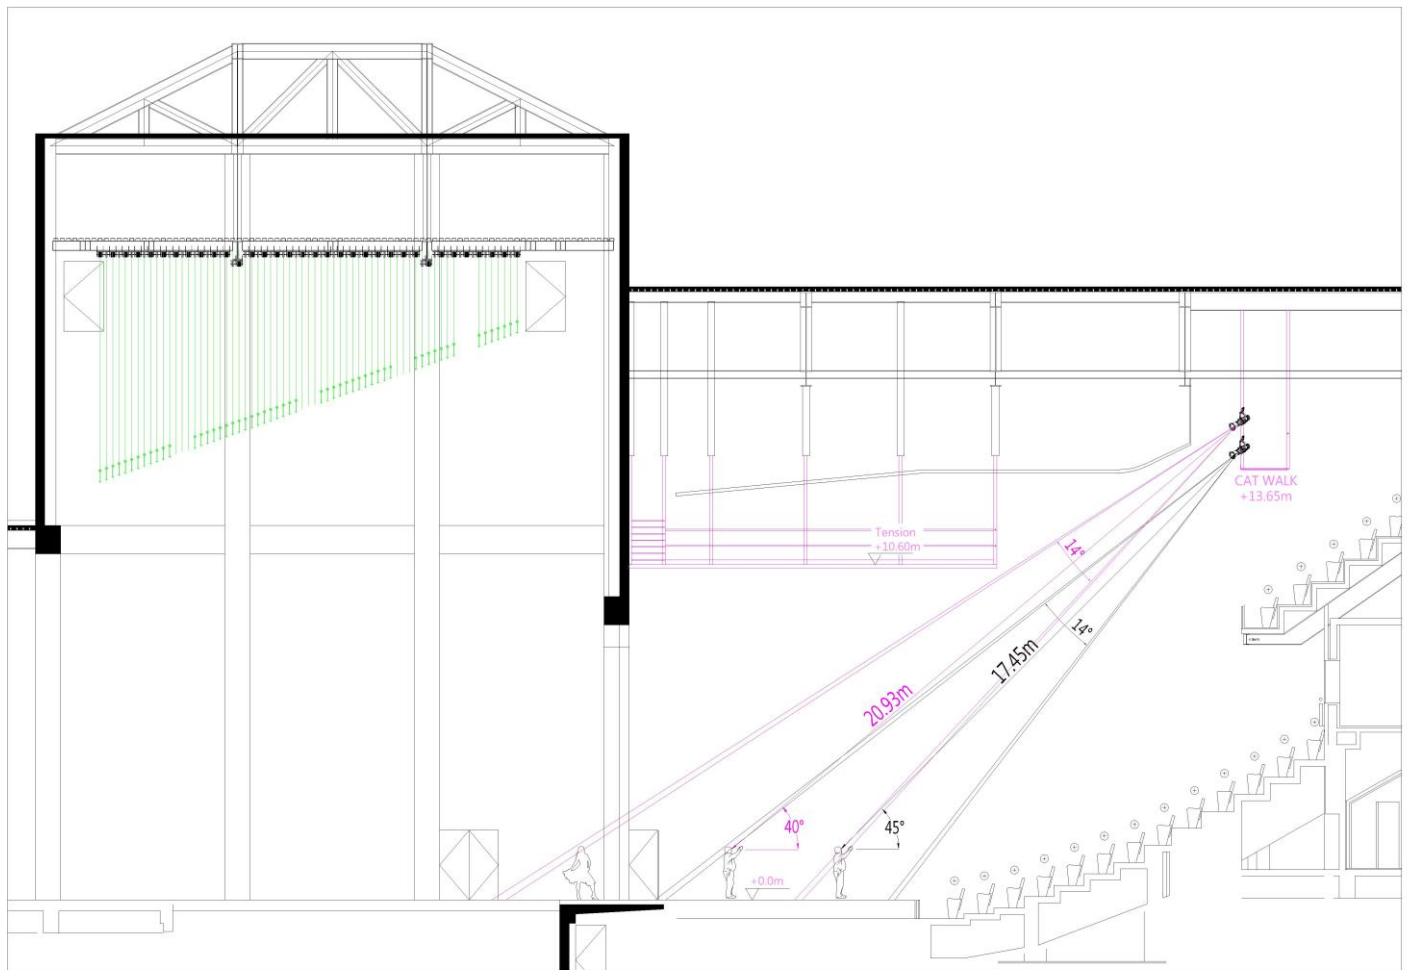 CAT WALK
+13.65m
Tension
+10.60m
14°
14°
17.45m
20.93m
40°
45°
+0.0m